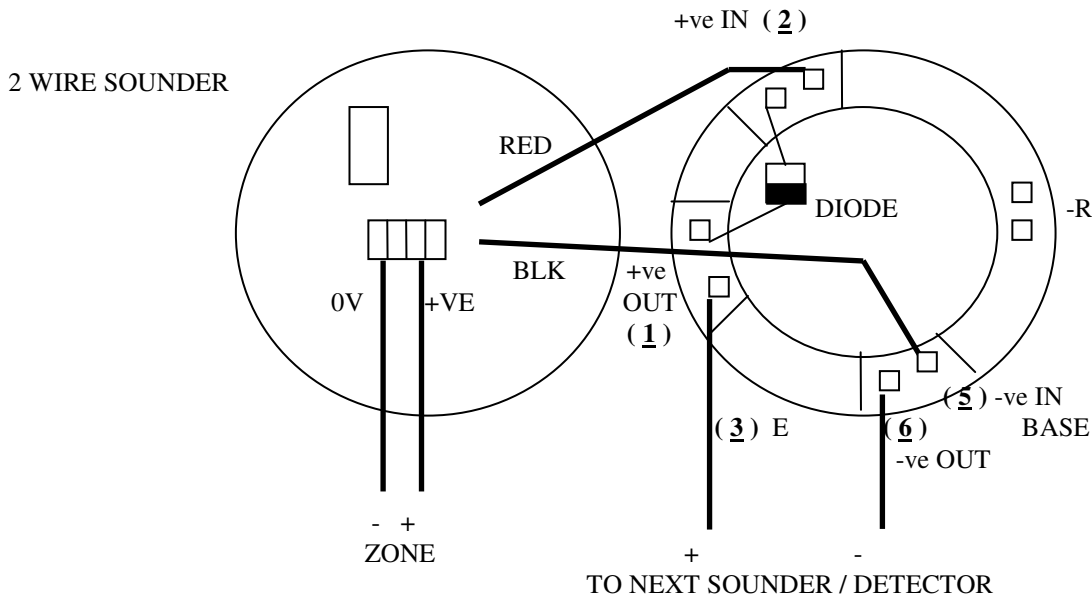 +ve IN ( 2 )
2 WIRE SOUNDER
RED
DIODE
-R
BLK
+ve
OUT
( 1 )
0V
+VE
( 5 ) -ve IN
BASE
( 3 ) E
( 6 )
-ve OUT
- +
ZONE
+ -
TO NEXT SOUNDER / DETECTOR